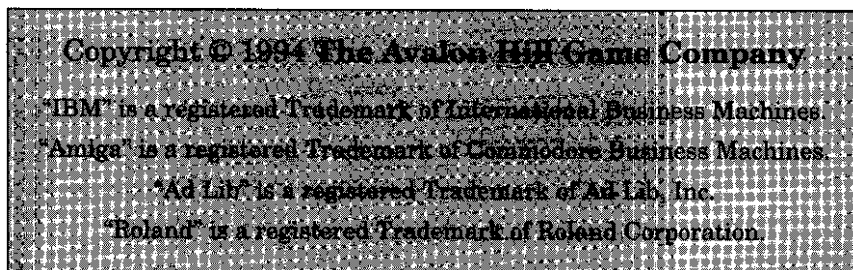 Copyright © 1994 The Avalon Hill Game Company
"IBM" is a registered Trademark of International Business Machines.
"Amiga" is a registered Trademark of Commodore Business Machines.
"Ad Lib" is a registered Trademark of Ad Lib, Inc.
"Roland" is a registered Trademark of Roland Corporation.